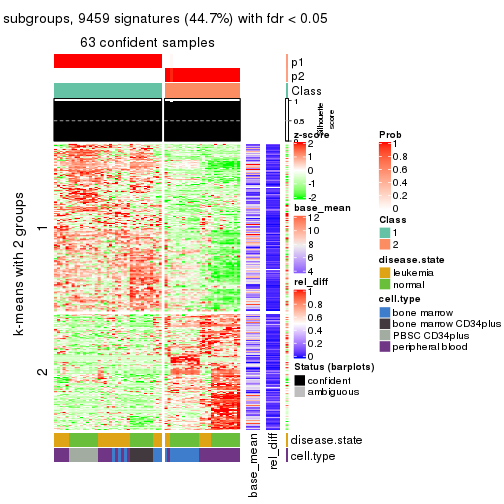 subgroups, 9459 signatures (44.7%) with fdr < 0.05
63 confident samples
p1
p2
Class
1
0.5
0
Silhouette
score
k-means with 2 groups
1
2
z-score
2
1
0
-1
-2
base_mean
12
10
8
6
4
rel_diff
1
0.8
0.6
0.4
0.2
0
Status (barplots)
confident
ambiguous
Prob
1
0.8
0.6
0.4
0.2
0
Class
1
2
disease.state
leukemia
normal
cell.type
bone marrow
bone marrow CD34plus
PBSC CD34plus
peripheral blood
disease.state
cell.type
base_mean
rel_diff